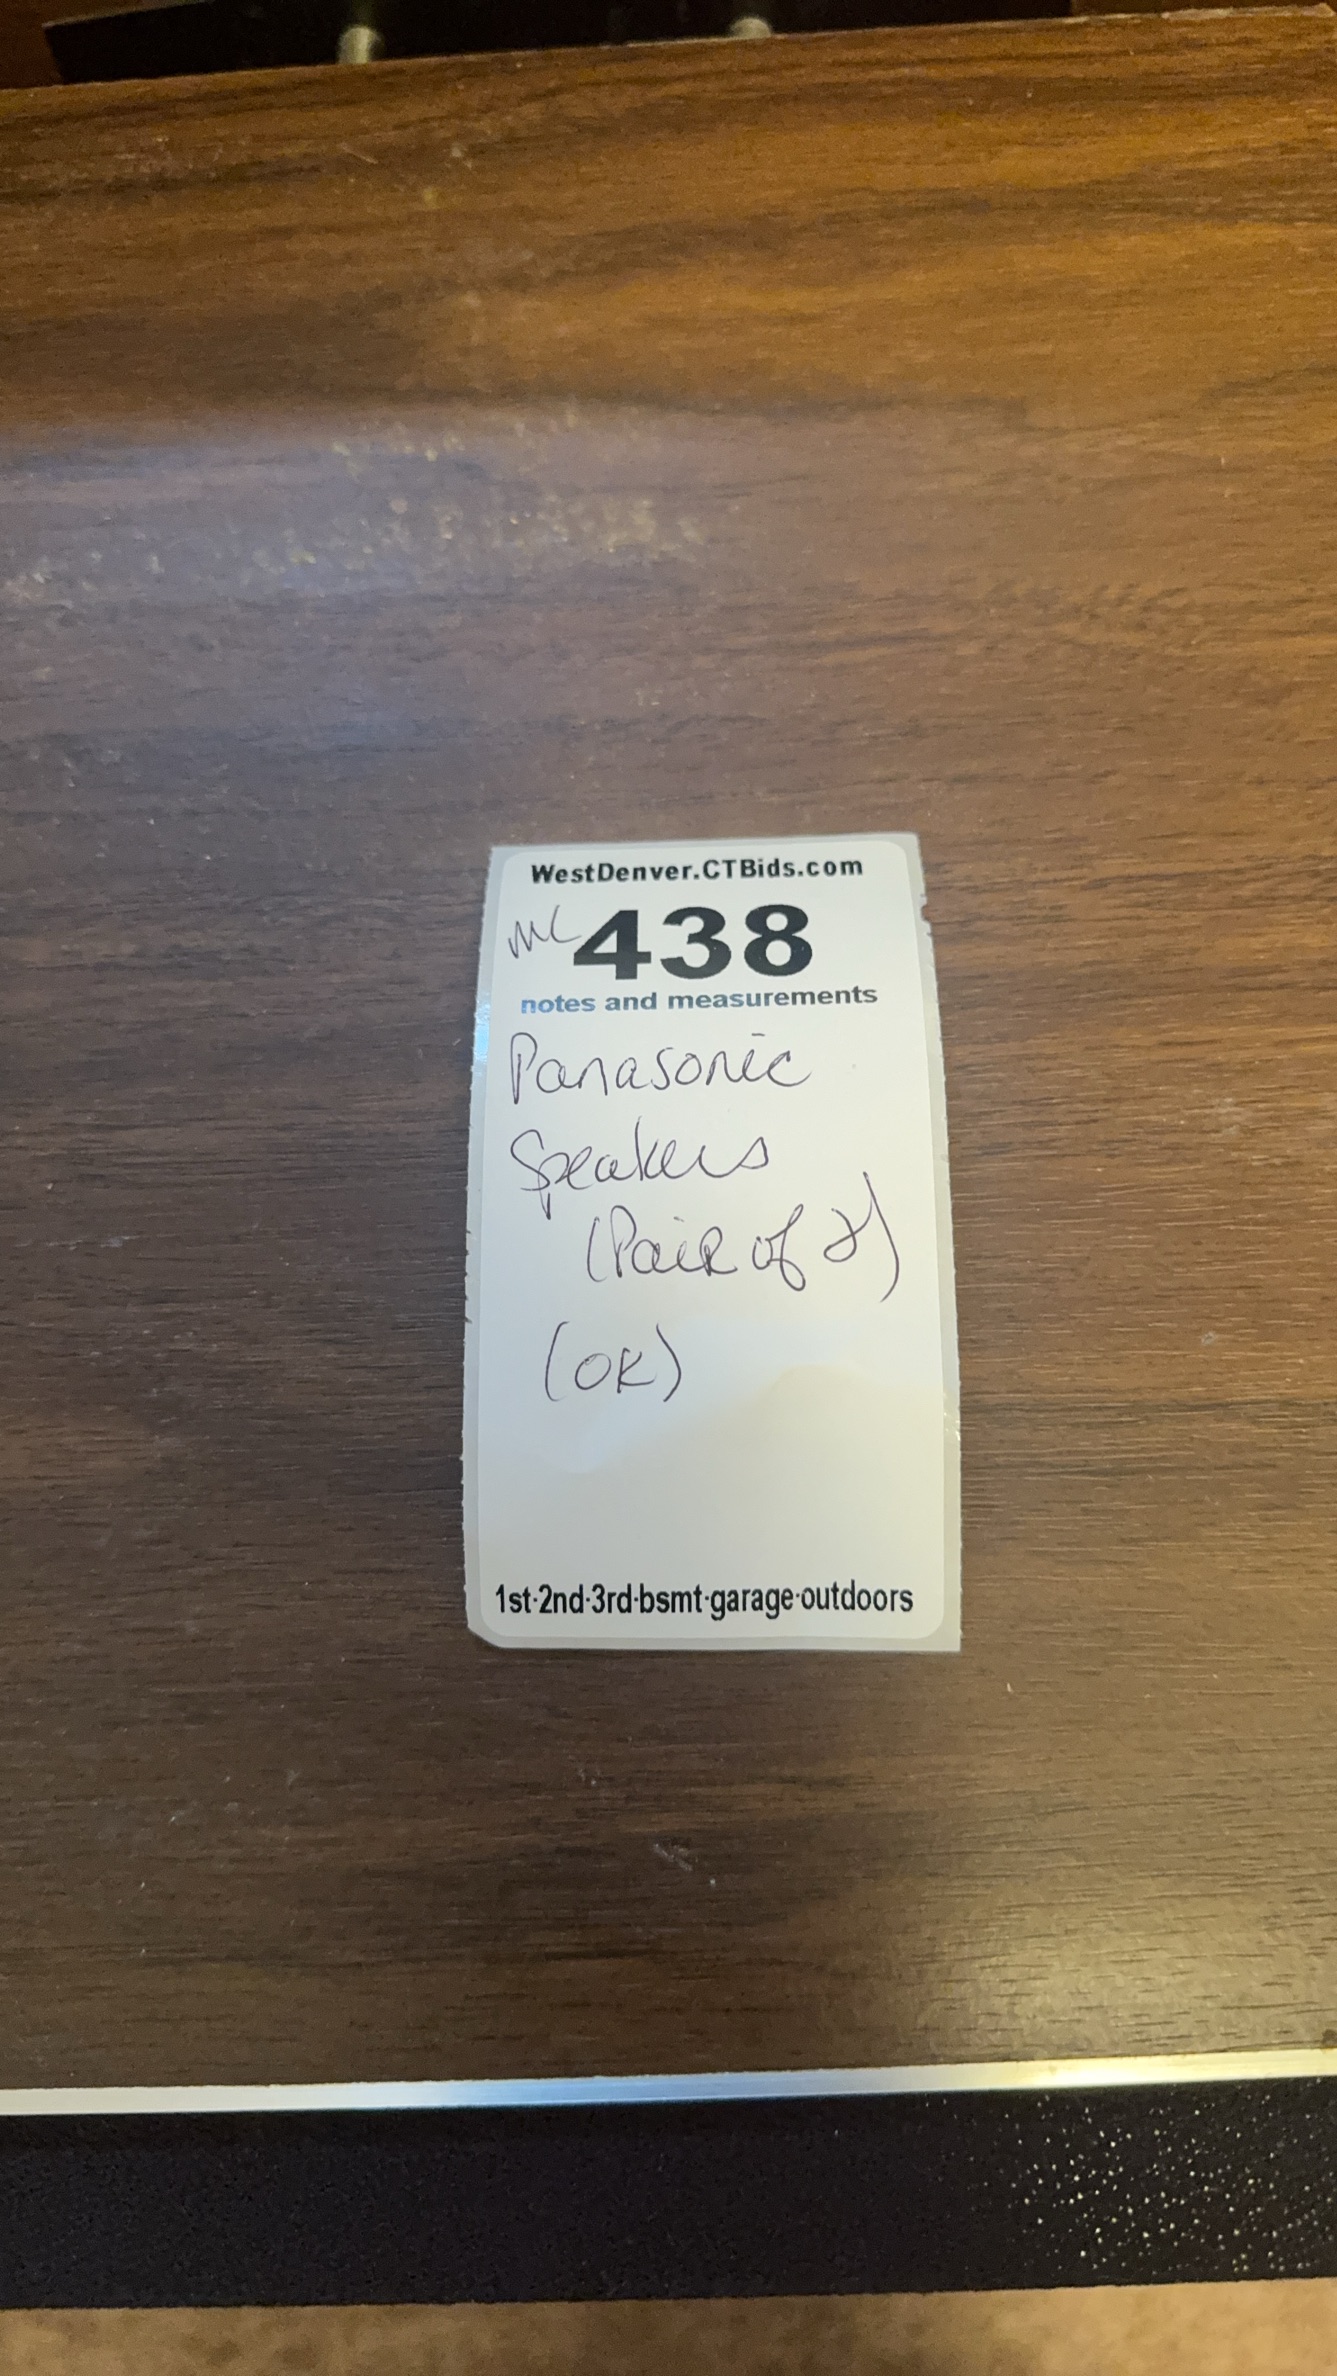 WestDenver.CTBids.com
MC 438
notes and measurements
Panasonic
Speakers
(Pair of 2)
(OK)
1st·2nd·3rd·bsmt·garage·outdoors